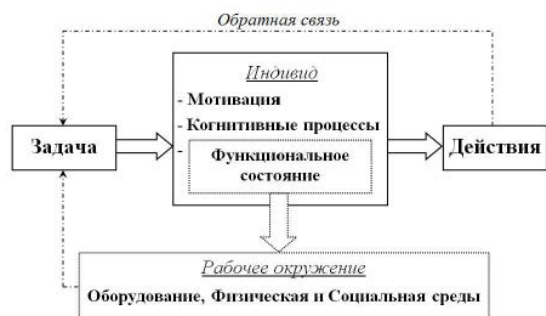 Обратная связь
Индивид
- Мотивация
- Когнитивные процессы
Задача
-
Функциональное
состояние
Действия
Рабочее окружение
Оборудование, Физическая и Социальная среды